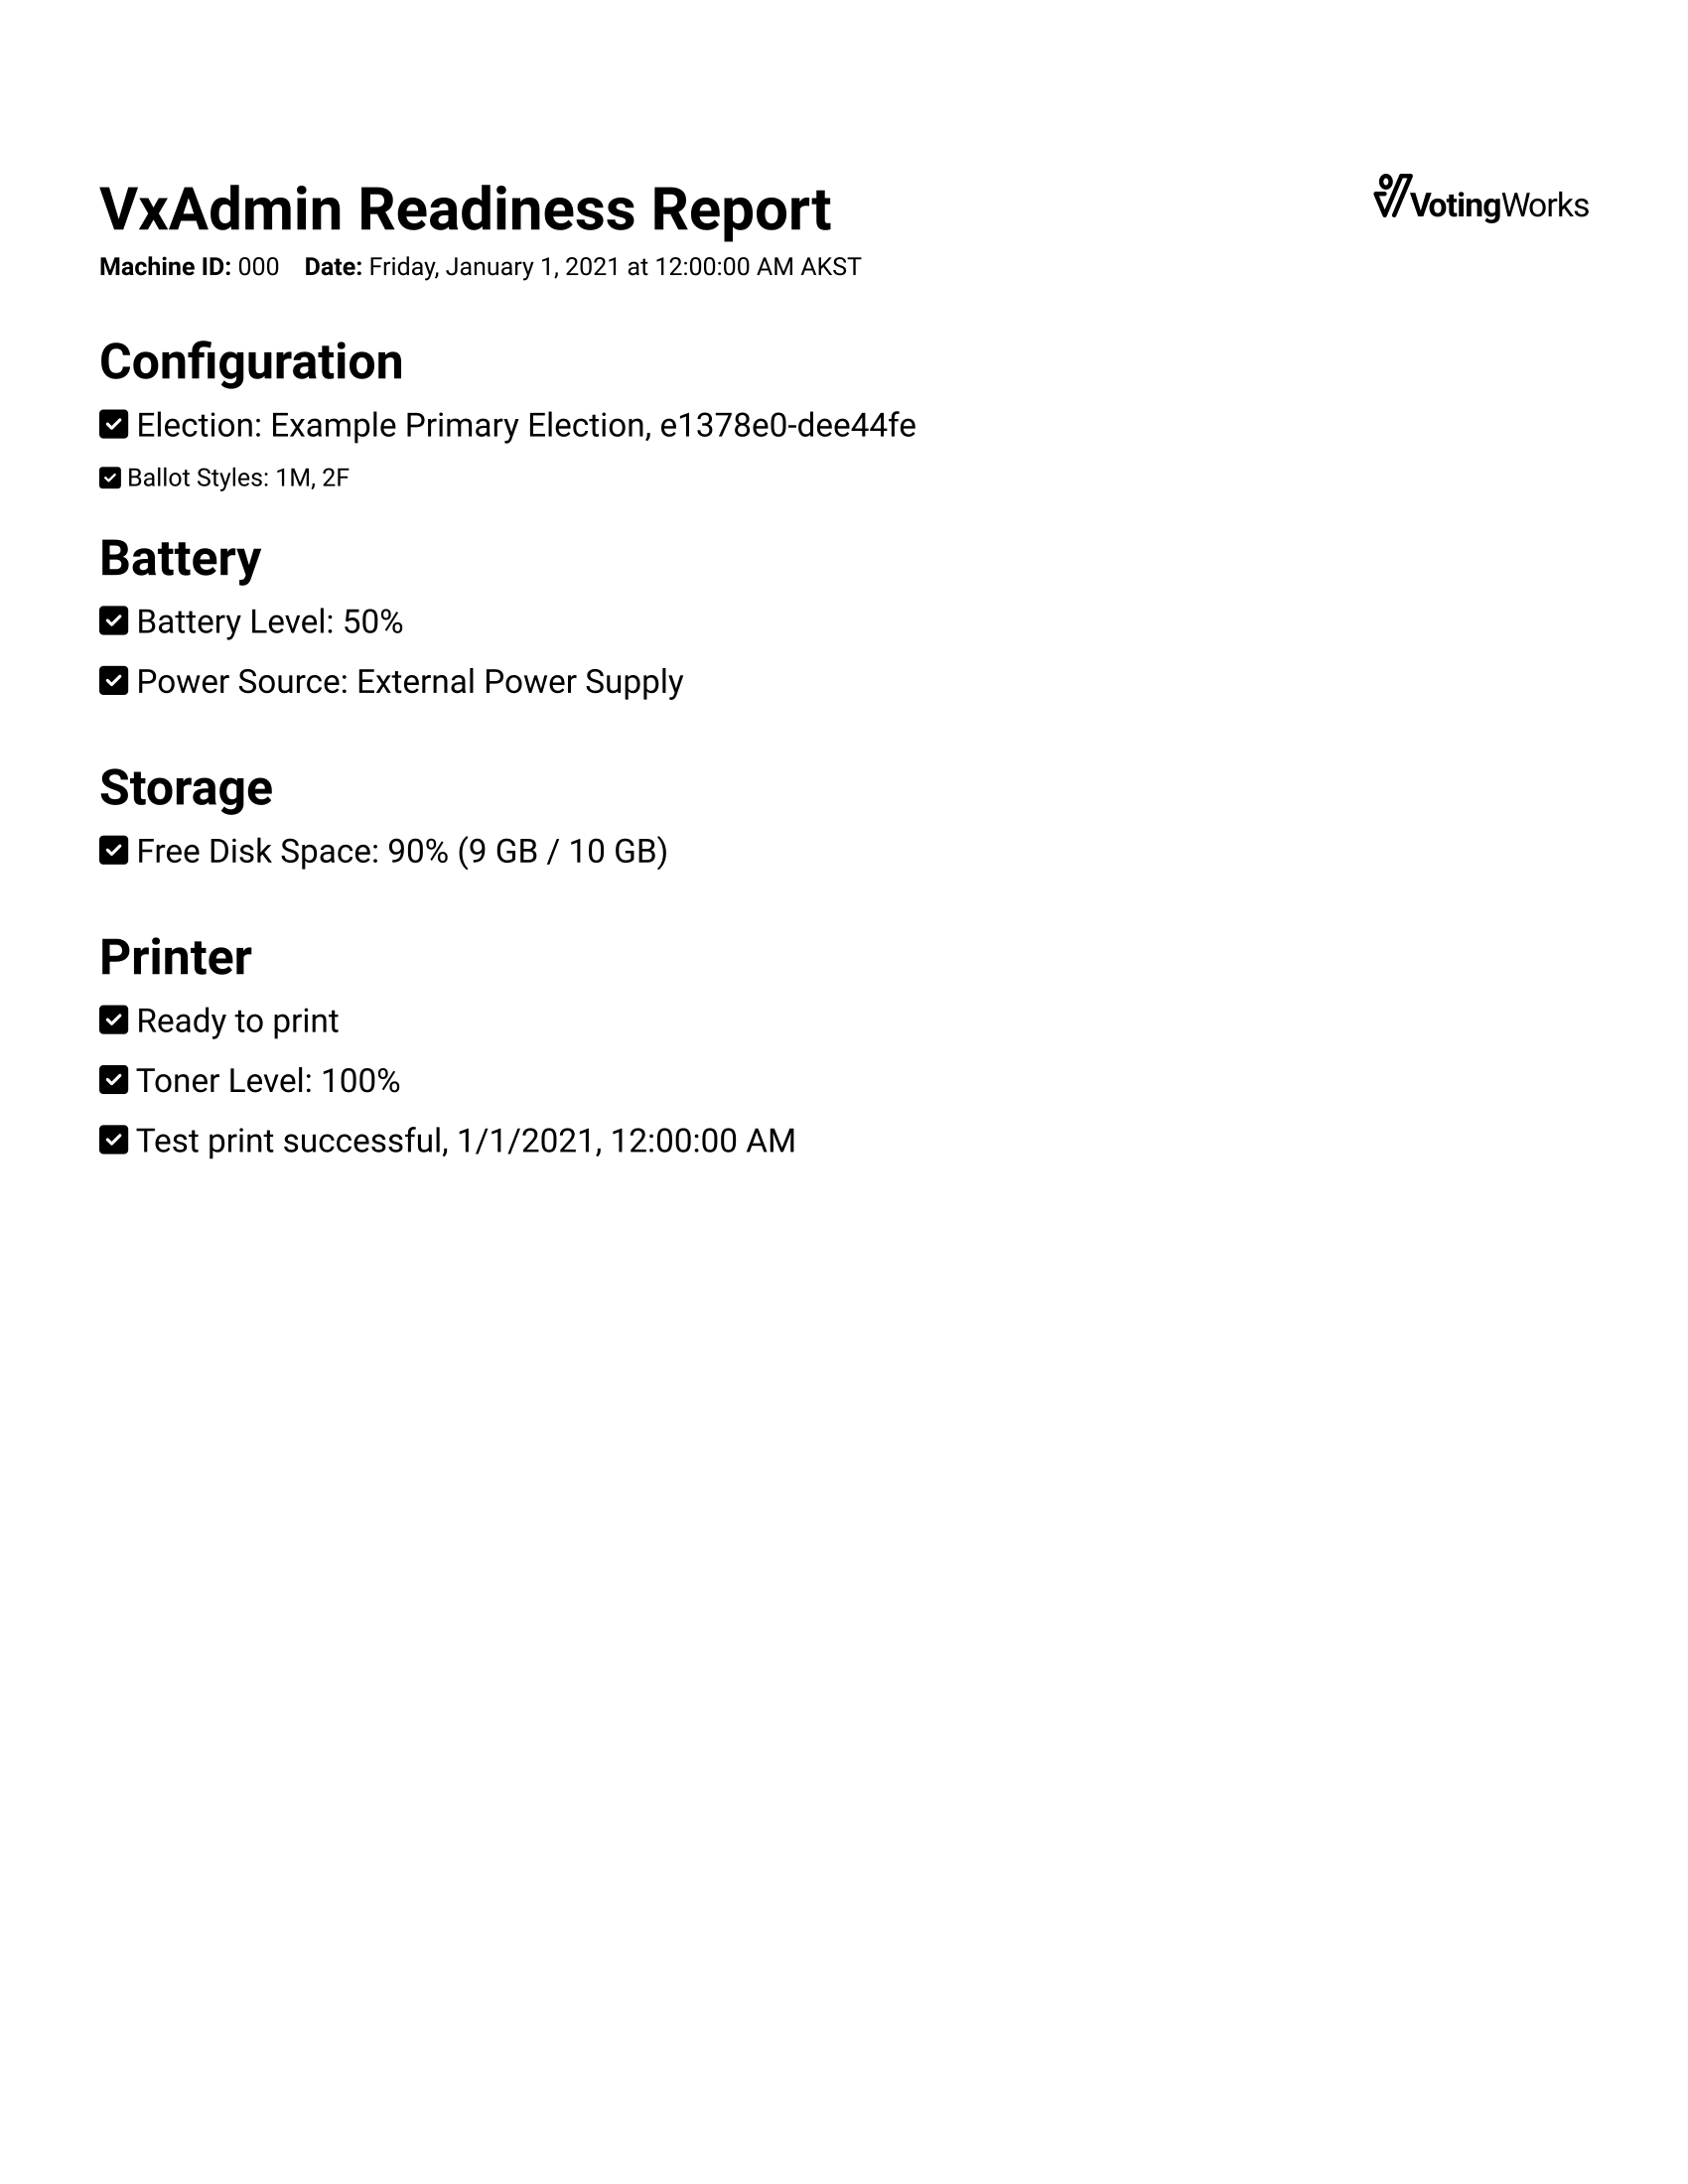 VxAdmin Readiness Report
VotingWorks
Machine ID: 000 Date: Friday, January 1, 2021 at 12:00:00 AM AKST
Configuration
Election: Example Primary Election, e1378e0-dee44fe
Ballot Styles: 1M, 2F
Battery
Battery Level: 50%
Power Source: External Power Supply
Storage
Free Disk Space: 90% (9 GB / 10 GB)
Printer
Ready to print
Toner Level: 100%
Test print successful, 1/1/2021, 12:00:00 AM